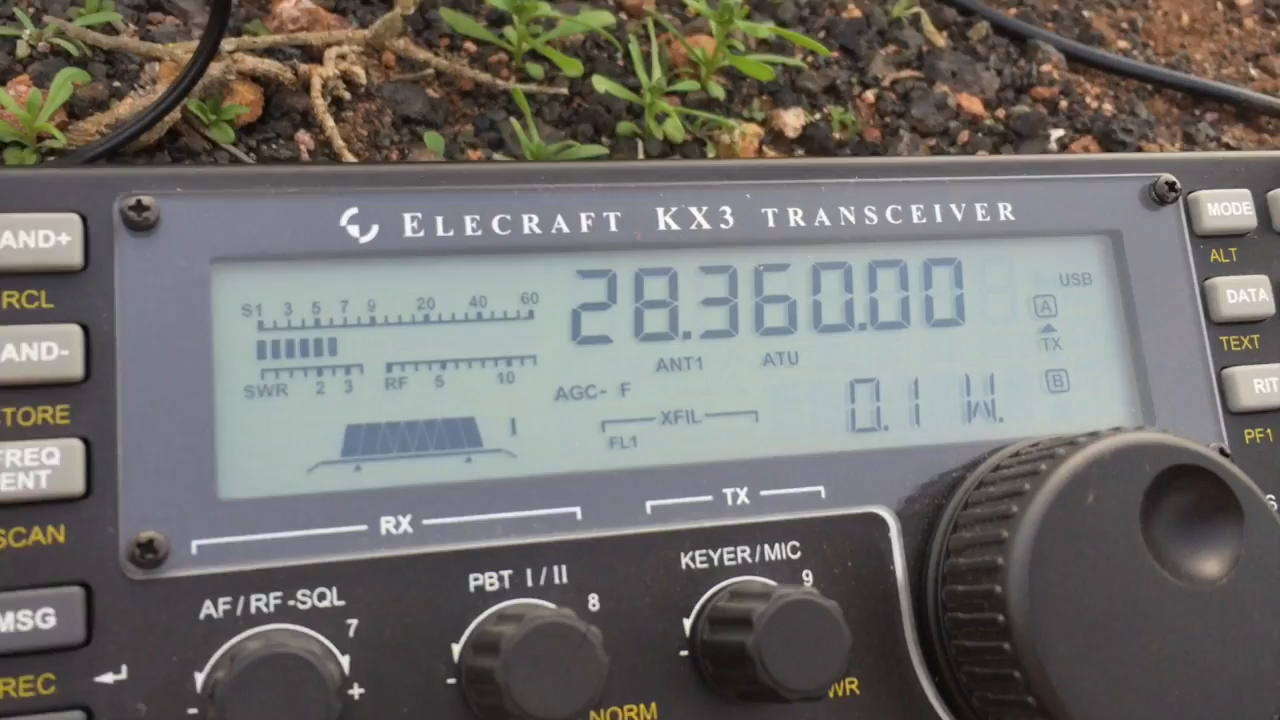 ELECRAFT KX3 TRANSCEIVER
AND+
RCL
AND-
STORE
FREQ
ENT
SCAN
MSG
REC
S1 3 5 7 9 20 40 60
SWR 2 3 RF 5 10
28.360.00
USB
A
TX
B
ANT1 ATU
AGC- F
XFIL
FL1
0.1 W.
MODE
ALT
DATA
TEXT
RIT
PF1
RX
TX
AF/RF-SQL
7
- +
PBT I/II
8
-
NORM
KEYER/MIC
9
-
WR